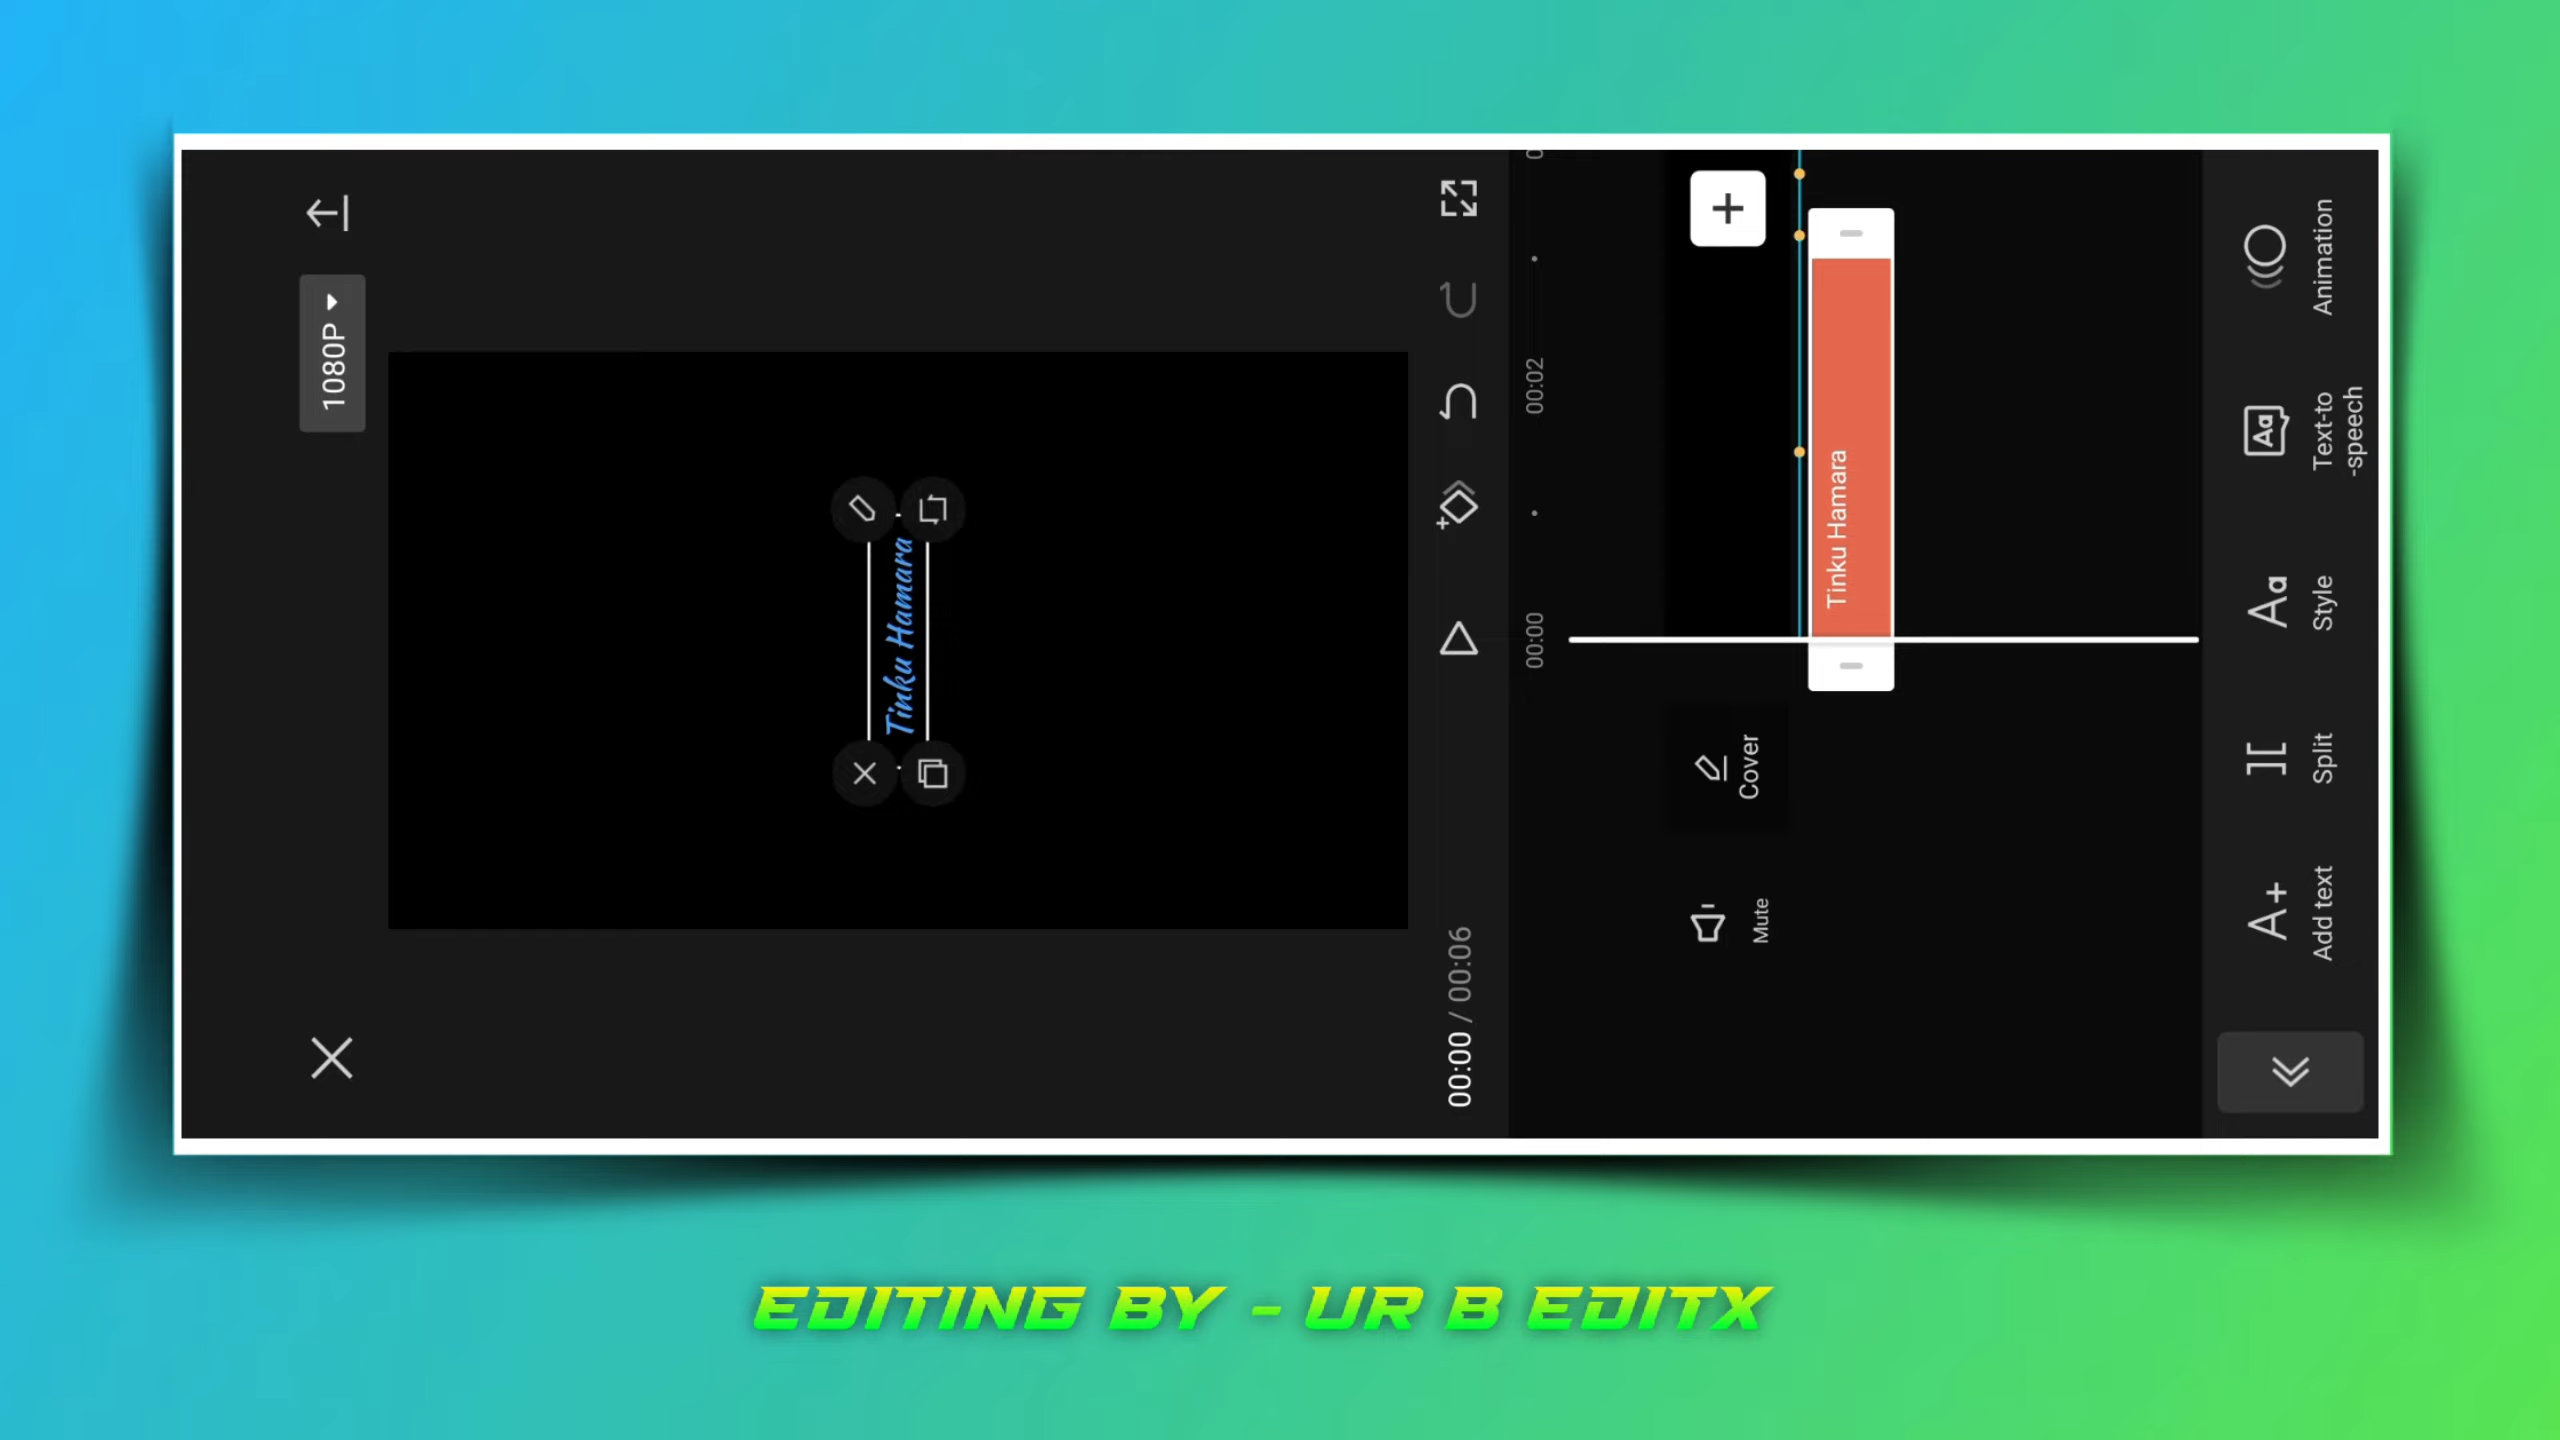 1080P
Tinku Hamara
00:00 / 00:06
00:00
00:02
Cover
Mute
Tinku Hamara
Add text
Split
Style
Text-to
-speech
Animation
EDITING BY - UR B EDITX